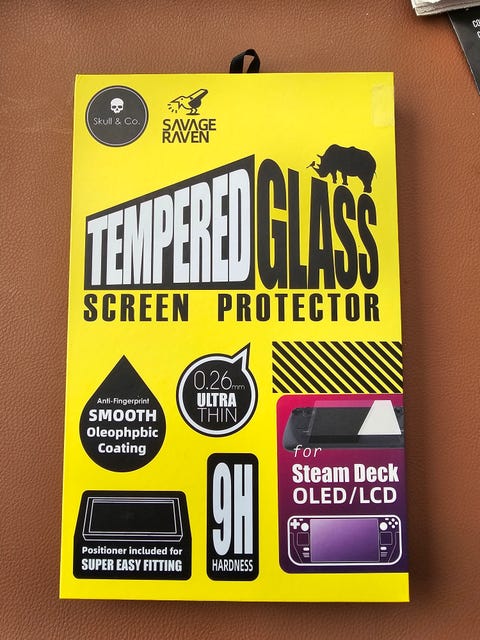 Skull & Co.
SAVAGE
RAVEN
TEMPERED GLASS
SCREEN PROTECTOR
Anti-Fingerprint
SMOOTH
Oleophpbic
Coating
0.26mm
ULTRA
THIN
for
Steam Deck
OLED/LCD
9H
HARDNESS
Positioner included for
SUPER EASY FITTING